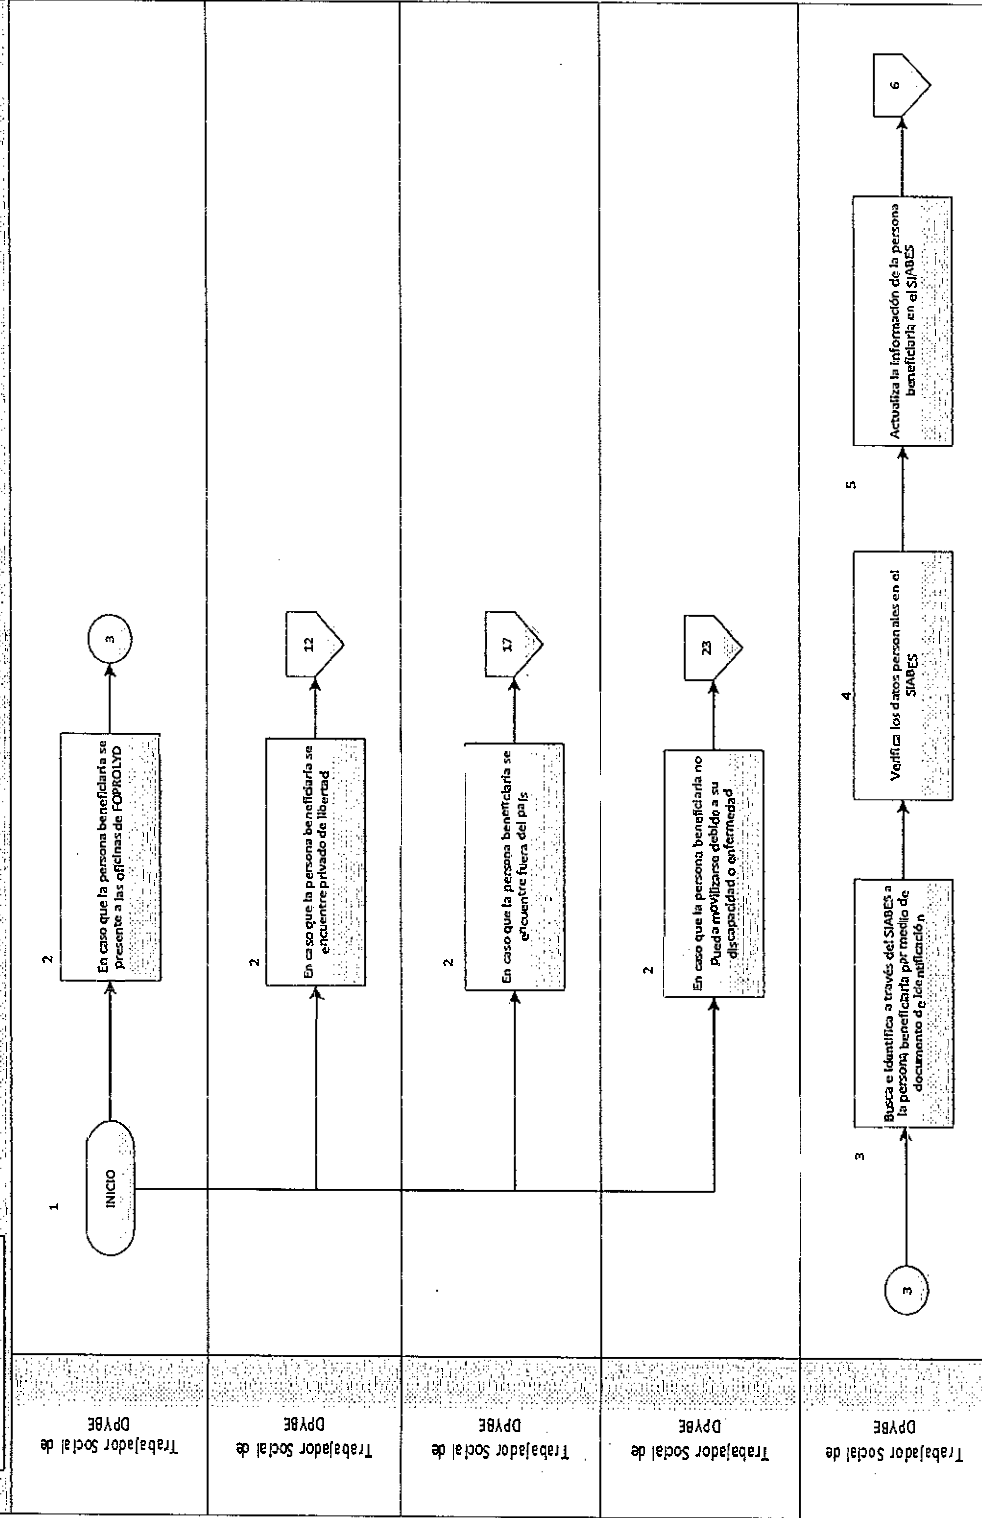 Trabajador Social de
DPYBE
1
INICIO
2
En caso que la persona beneficiaria se
presente a las oficinas de FOPROLYD
3
Trabajador Social de
DPYBE
2
En caso que la persona beneficiaria se
encuentre privado de libertad
12
Trabajador Social de
DPYBE
2
En caso que la persona beneficiaria se
encuentre fuera del país
17
Trabajador Social de
DPYBE
2
En caso que la persona beneficiaria no
Pueda movilizarse debido a su
discapacidad o enfermedad
23
Trabajador Social de
DPYBE
3
3
Busca e identifica a través del SIABES a
la persona beneficiaria por medio de
documento de identificación
4
Verifica los datos personales en el
SIABES
5
Actualiza la información de la persona
beneficiaria en el SIABES
6